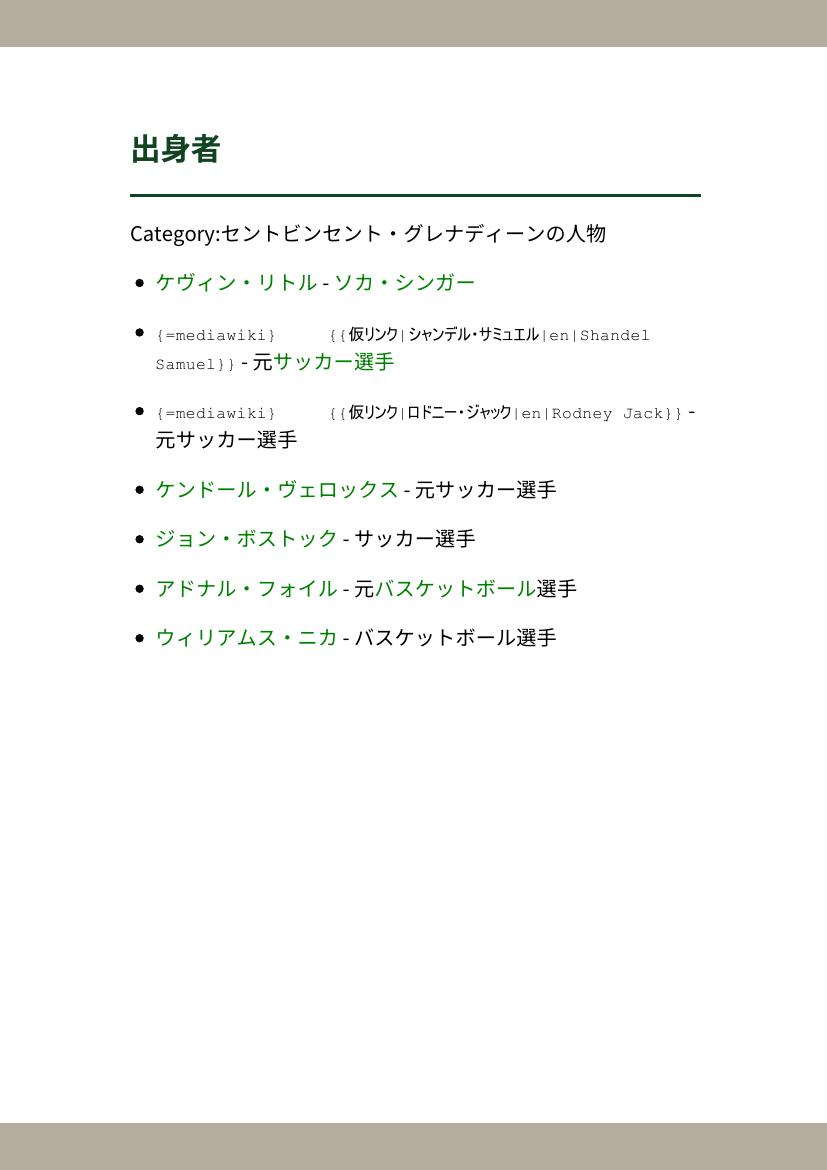 出身者
Category:セントビンセント・グレナディーンの人物
• ケヴィン・リトル - ソカ・シンガー
• {=mediawiki} {{仮リンク|シャンデル・サミュエル|en|Shandel
Samuel}} - 元サッカー選手
• {=mediawiki} {{仮リンク|ロドニー・ジャック|en|Rodney Jack}} -
元サッカー選手
• ケンドール・ヴェロックス - 元サッカー選手
• ジョン・ボストック - サッカー選手
• アドナル・フォイル - 元バスケットボール選手
• ウィリアムス・ニカ - バスケットボール選手